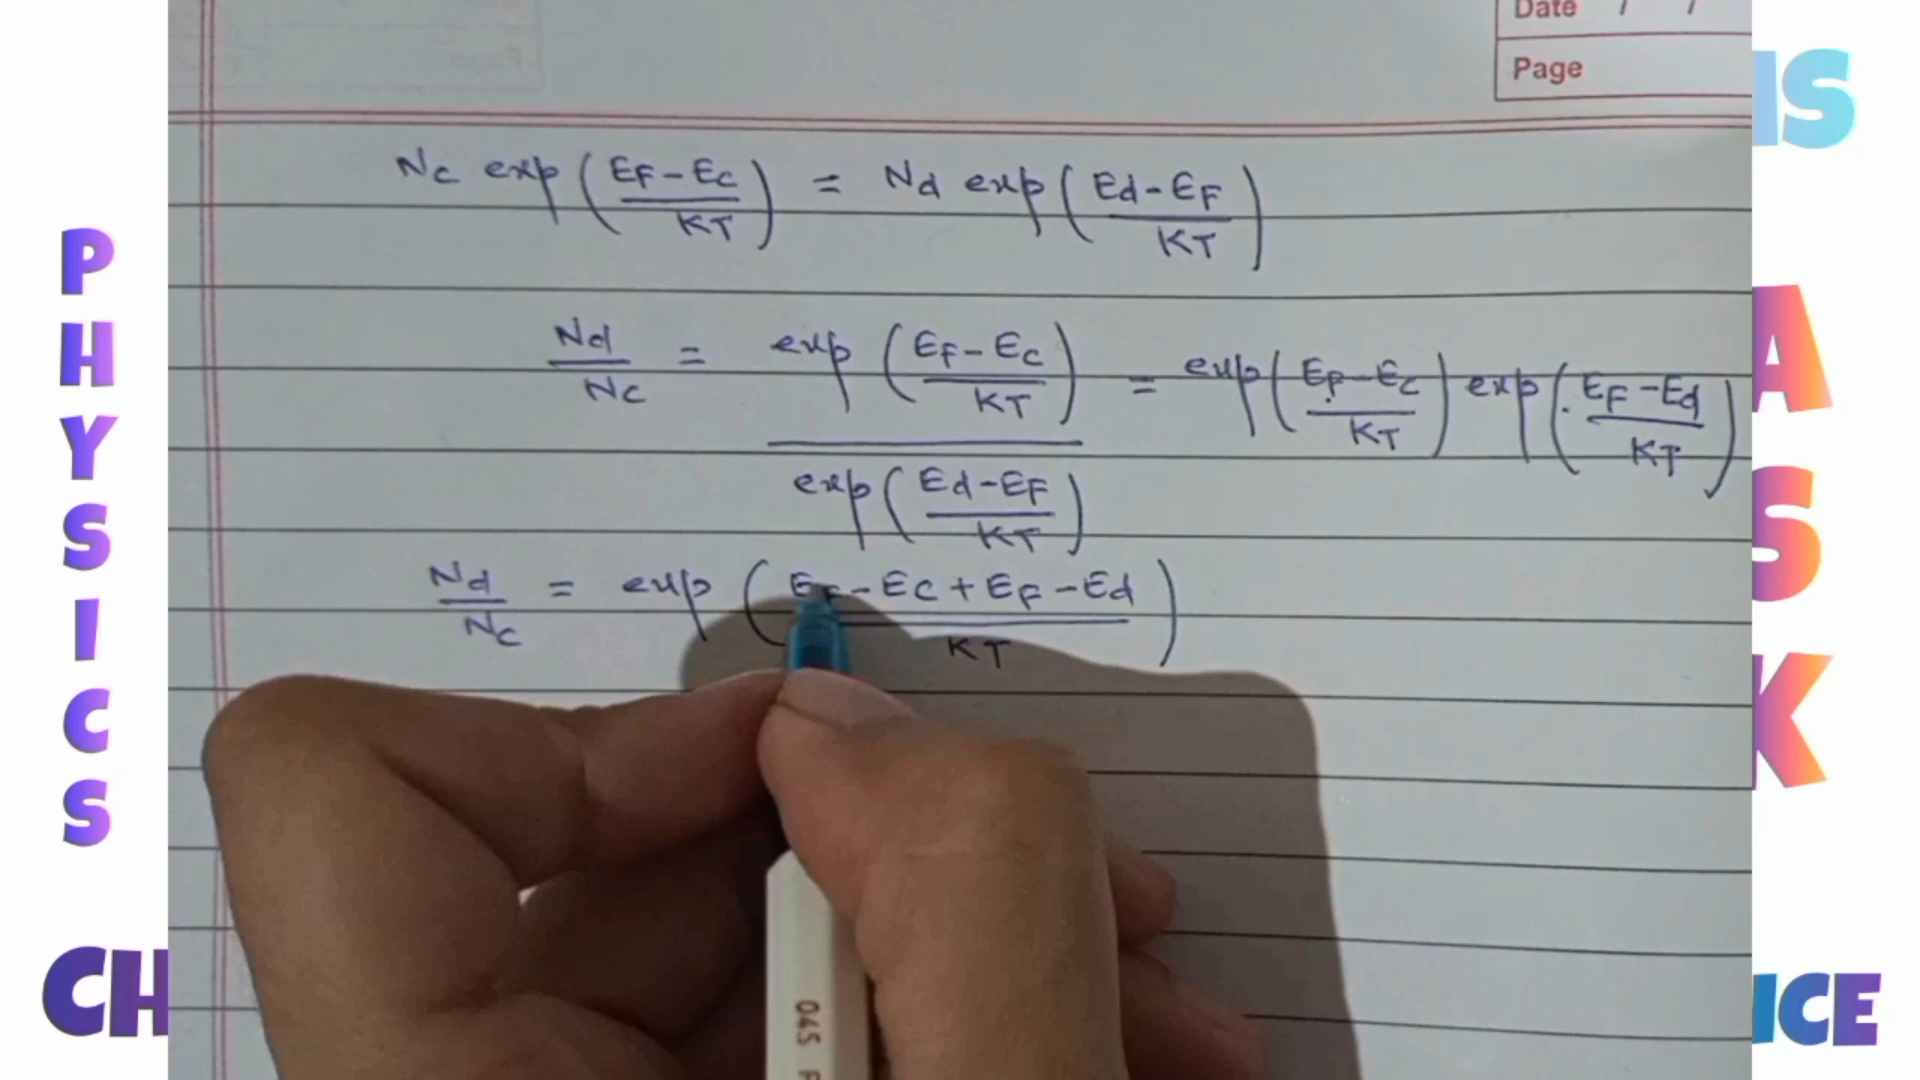 Date / /
Page
Nc exp(EF-Ec/KT) = Nd exp(Ed-EF/KT)
Nd/Nc = exp(EF-Ec/KT)/exp(Ed-EF/KT) = exp(EF-Ec/KT) exp(EF-Ed/KT)
Nd/Nc = exp(EF-Ec+EF-Ed/KT)
PHYSICS
ASK
045